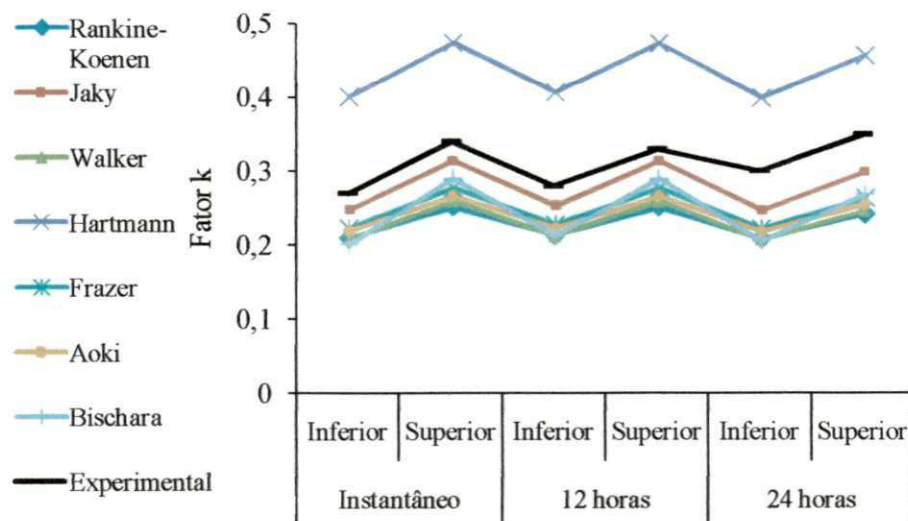 Rankine-
Koenen
Jaky
Walker
Hartmann
Frazer
Aoki
Bischara
Experimental
Fator k
0,5
0,4
0,3
0,2
0,1
0
Inferior Superior Inferior Superior Inferior Superior
Instantâneo 12 horas 24 horas